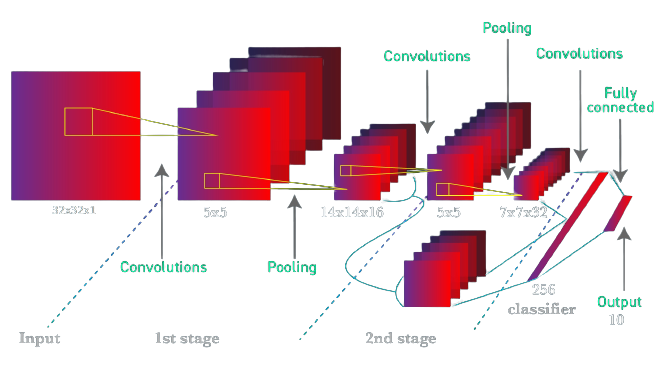 Pooling
Convolutions
Convolutions
Fully
connected
32x32x1
5x5
14x14x16
5x5
7x7x32
Convolutions
Pooling
256
classifier
Output
10
Input
1st stage
2nd stage